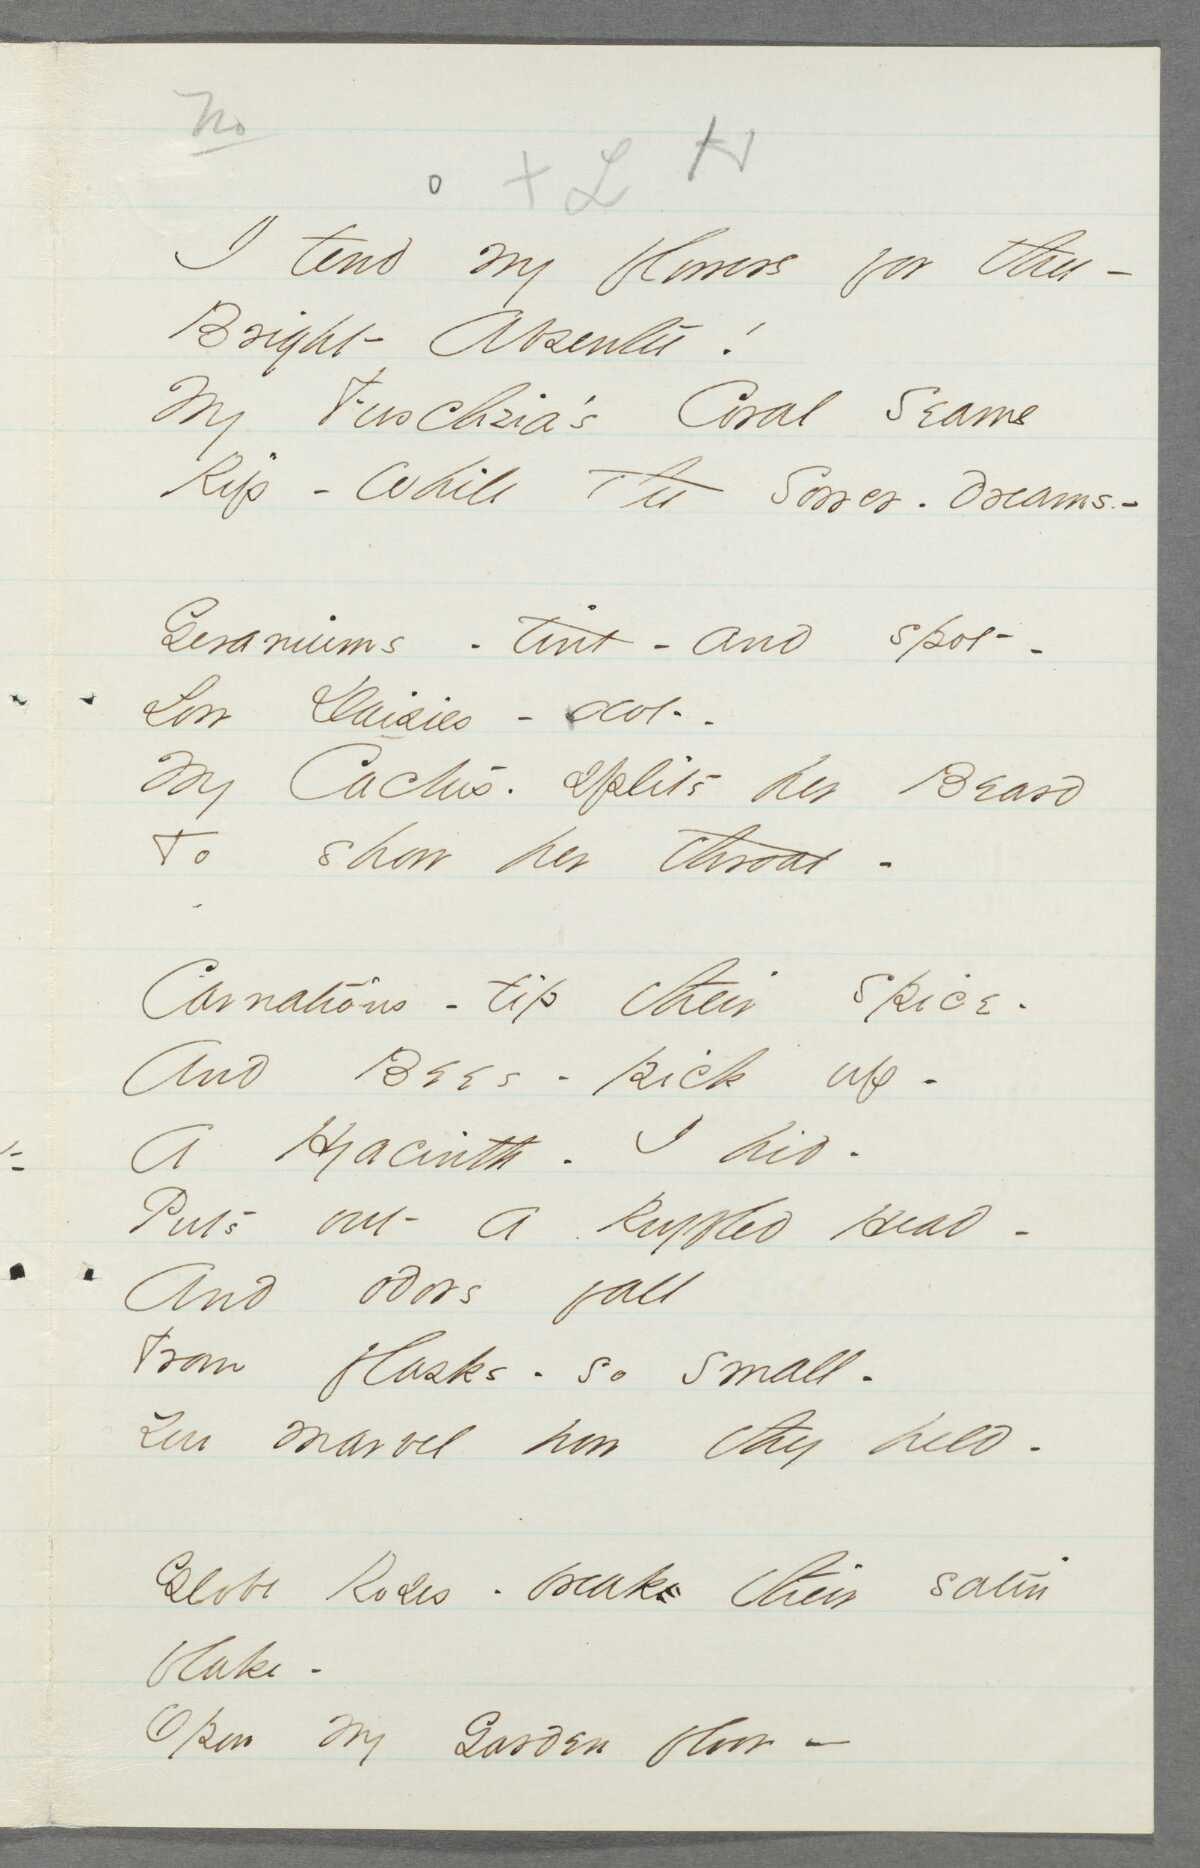 No
o + L H
I tend my flowers for thee -
Bright Absentee !
My Fuschzia's Coral Seams
Rip - while the Sower - dreams -
Geraniums - tint - and spot -
Low Daisies - dot -
My Cactus - splits her Beard
To show her throat -
Carnations - tip their spice -
And Bees - pick up -
A Hyacinth - I hid -
Puts out a Ruffled Head -
And odors fall
From flasks - so small -
You marvel how they held -
Globe Roses - break their satin
flake -
Open my Garden floor -